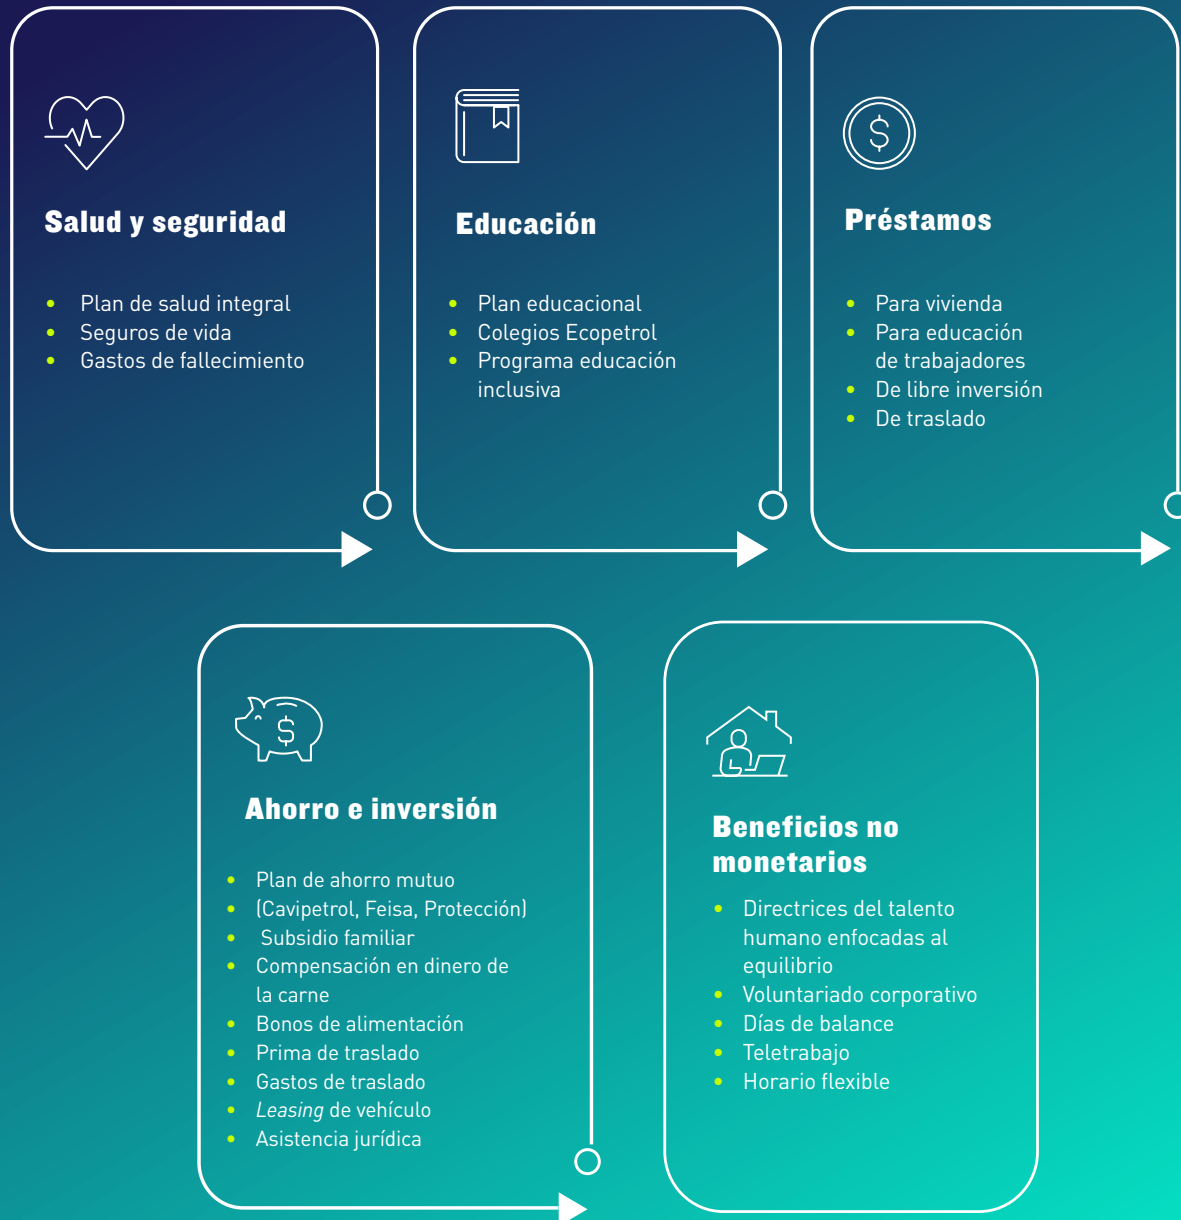 Salud y seguridad
• Plan de salud integral
• Seguros de vida
• Gastos de fallecimiento
Educación
• Plan educacional
• Colegios Ecopetrol
• Programa educación
inclusiva
Préstamos
• Para vivienda
• Para educación
de trabajadores
• De libre inversión
• De traslado
Ahorro e inversión
• Plan de ahorro mutuo
• (Cavipetrol, Feisa, Protección)
• Subsidio familiar
• Compensación en dinero de
la carne
• Bonos de alimentación
• Prima de traslado
• Gastos de traslado
• Leasing de vehículo
• Asistencia jurídica
Beneficios no
monetarios
• Directrices del talento
humano enfocadas al
equilibrio
• Voluntariado corporativo
• Días de balance
• Teletrabajo
• Horario flexible